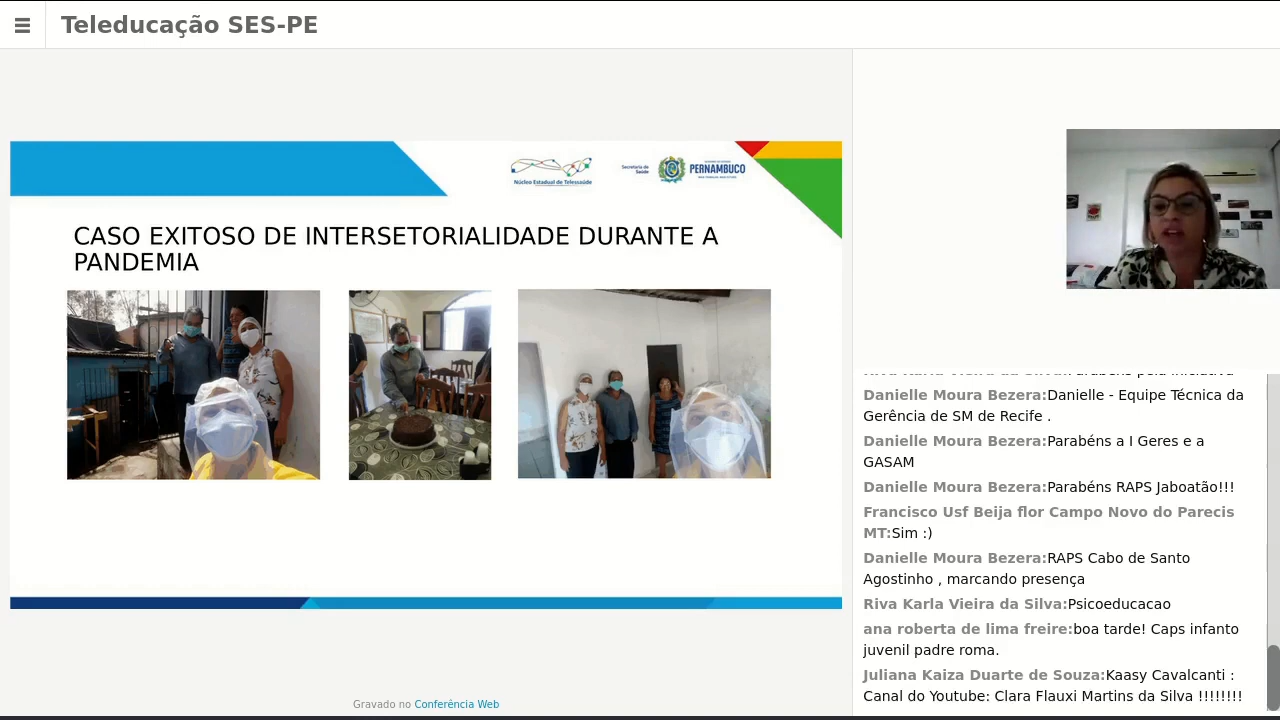 Teleducação SES-PE
Núcleo Estadual de Telessaúde
Secretaria de
Saúde
PERNAMBUCO
CASO EXITOSO DE INTERSETORIALIDADE DURANTE A
PANDEMIA
Danielle Moura Bezera:Danielle - Equipe Técnica da
Gerência de SM de Recife .
Danielle Moura Bezera:Parabéns a I Geres e a
GASAM
Danielle Moura Bezera:Parabéns RAPS Jaboatão!!!
Francisco Usf Beija flor Campo Novo do Parecis
MT:Sim :)
Danielle Moura Bezera:RAPS Cabo de Santo
Agostinho , marcando presença
Riva Karla Vieira da Silva:Psicoeducacao
ana roberta de lima freire:boa tarde! Caps infanto
juvenil padre roma.
Juliana Kaiza Duarte de Souza:Kaasy Cavalcanti :
Canal do Youtube: Clara Flauxi Martins da Silva !!!!!!!!
Gravado no Conferência Web